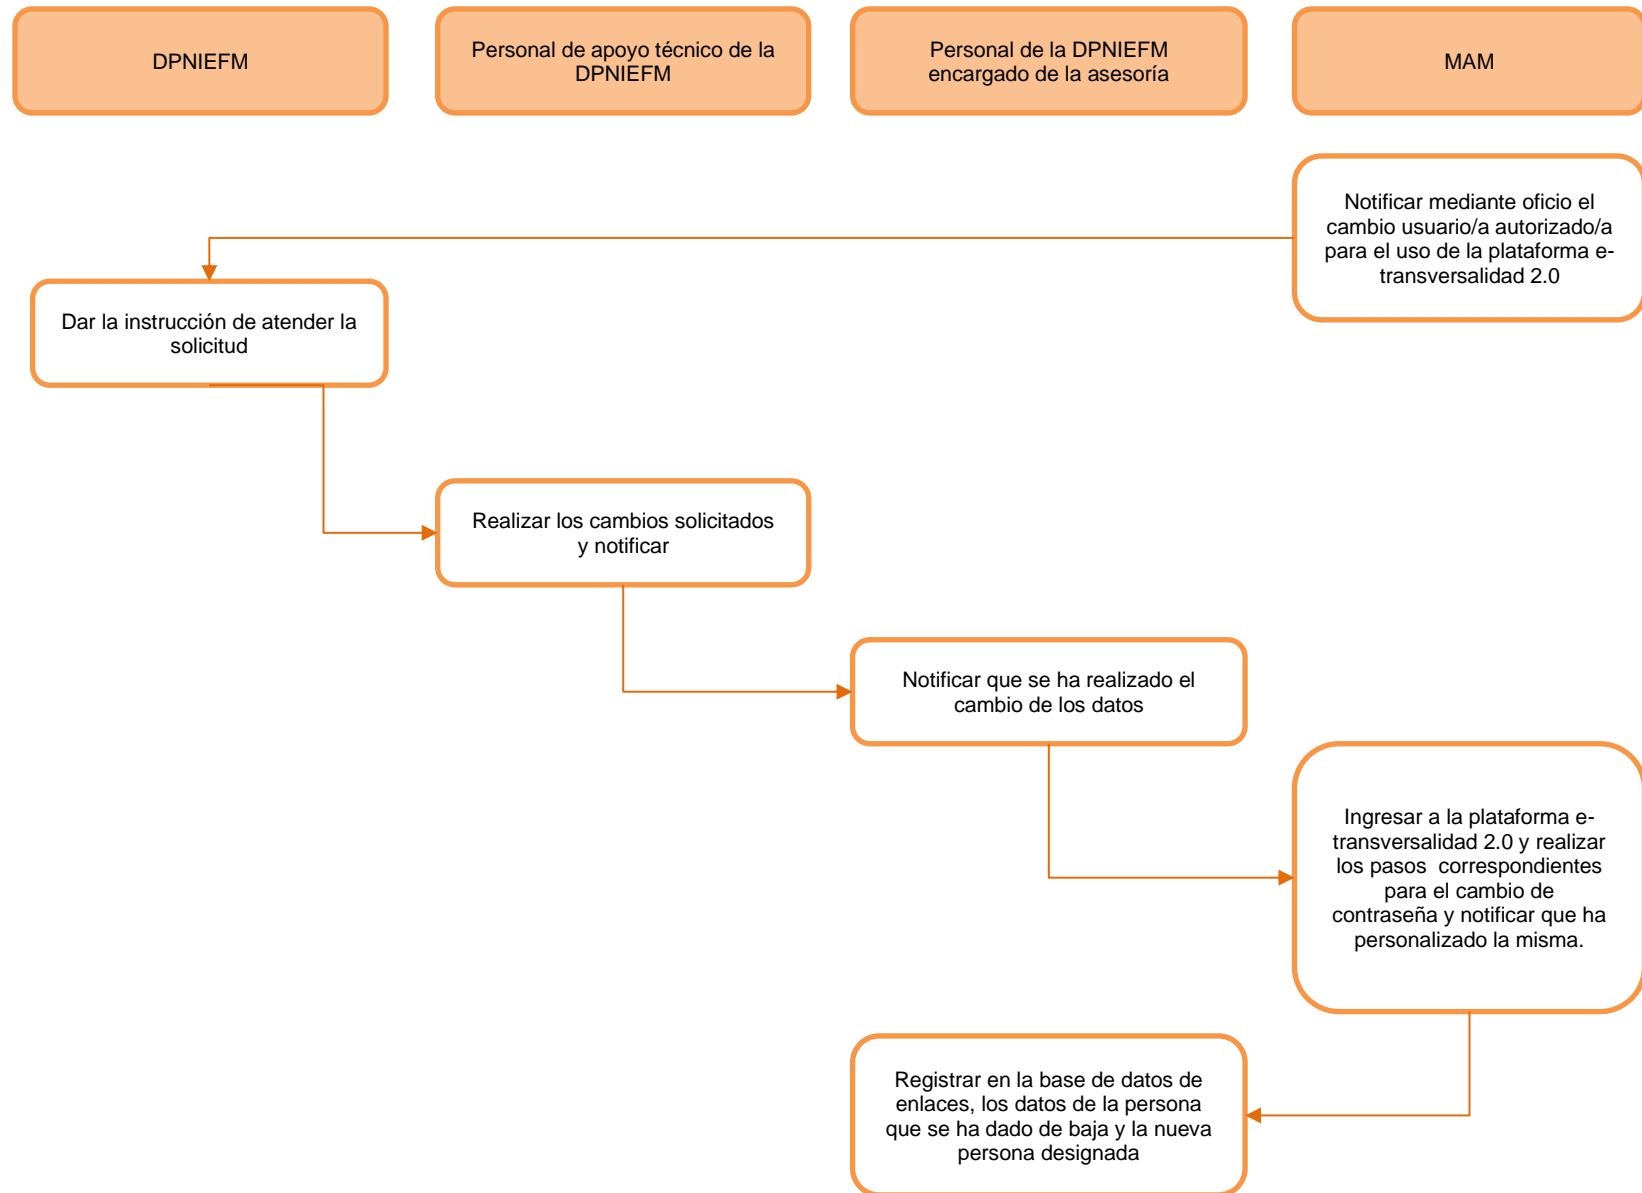 DPNIEFM
Personal de apoyo técnico de la
DPNIEFM
Personal de la DPNIEFM
encargado de la asesoría
MAM
Notificar mediante oficio el
cambio usuario/a autorizado/a
para el uso de la plataforma e-
transversalidad 2.0
Dar la instrucción de atender la
solicitud
Realizar los cambios solicitados
y notificar
Notificar que se ha realizado el
cambio de los datos
Ingresar a la plataforma e-
transversalidad 2.0 y realizar
los pasos  correspondientes
para el cambio de
contraseña y notificar que ha
personalizado la misma.
Registrar en la base de datos de
enlaces, los datos de la persona
que se ha dado de baja y la nueva
persona designada